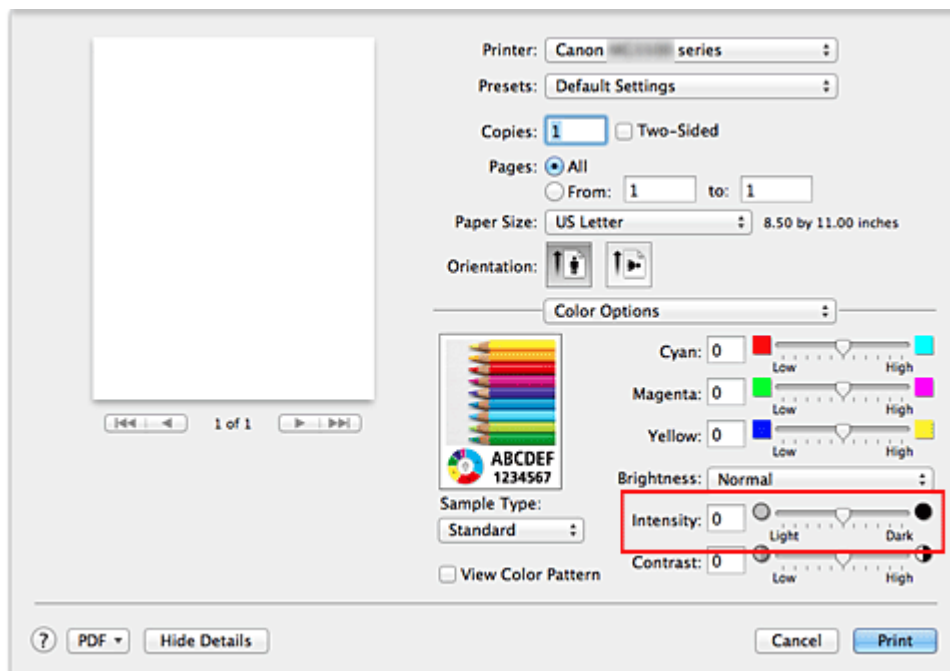 Printer: Canon series
Presets: Default Settings
Copies: 1 Two-Sided
Pages: All
From: 1 to: 1
Paper Size: US Letter 8.50 by 11.00 inches
Orientation:
Color Options
1 of 1
ABCDEF
1234567
Sample Type:
Standard
View Color Pattern
Cyan: 0
Low High
Magenta: 0
Low High
Yellow: 0
Low High
Brightness: Normal
Intensity: 0
Light Dark
Contrast: 0
Low High
? PDF Hide Details Cancel Print